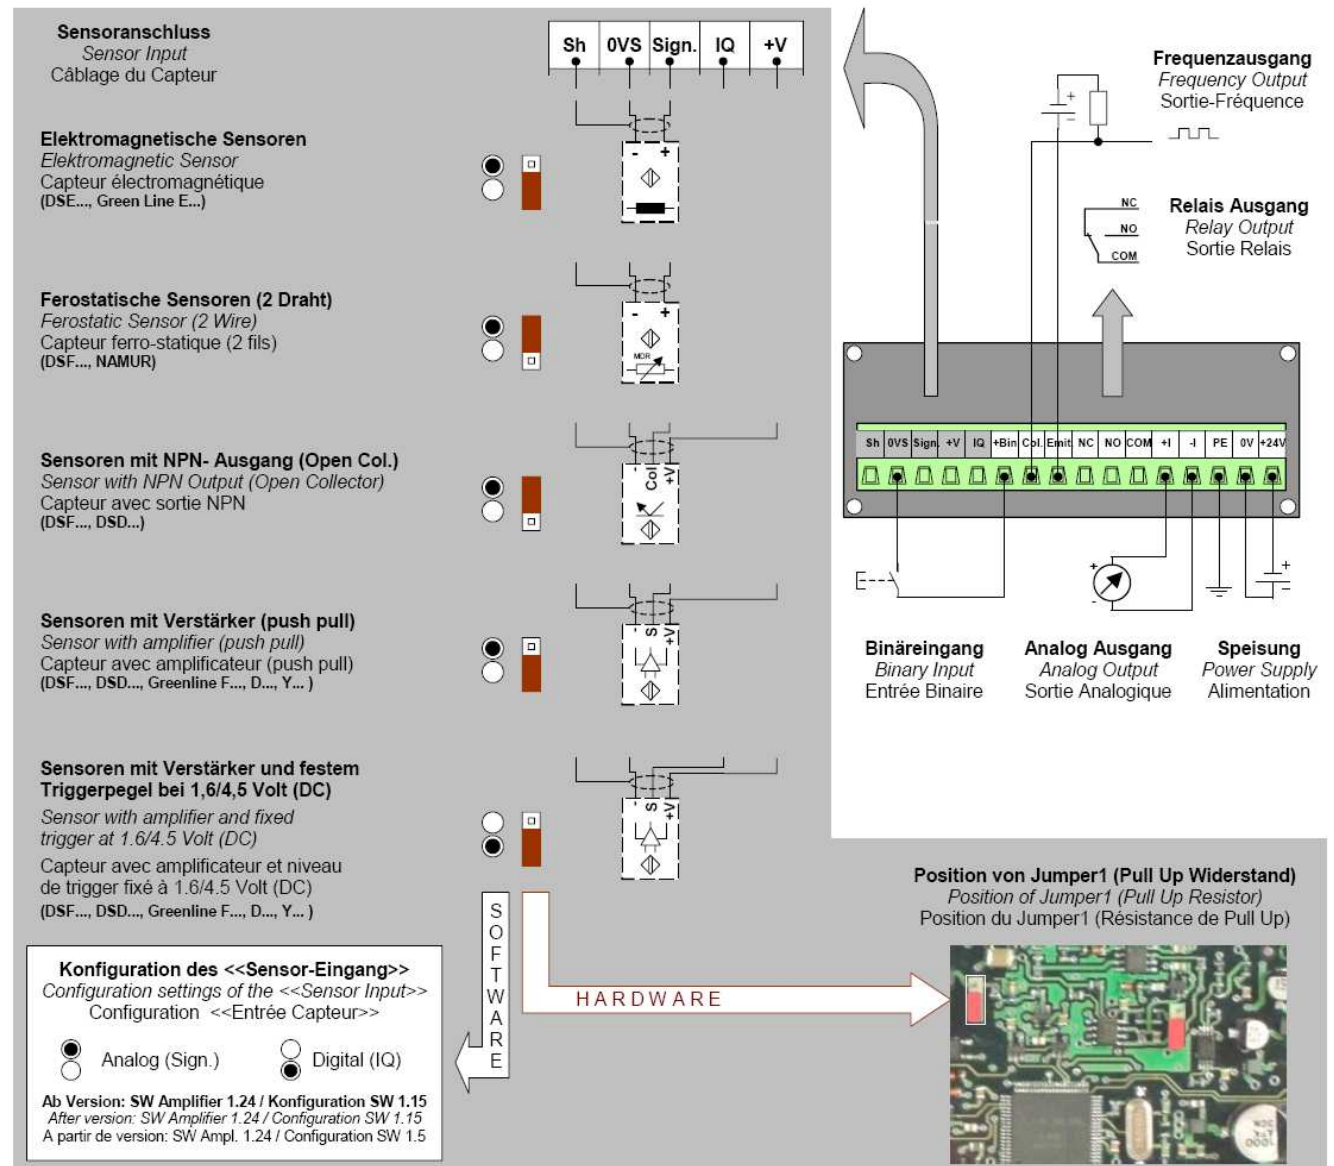 Sensoranschluss
Sensor Input
Câblage du Capteur
Sh 0VS Sign. IQ +V
Elektromagnetische Sensoren
Elektromagnetic Sensor
Capteur électromagnétique
(DSE..., Green Line E...)
- +
Ferostatische Sensoren (2 Draht)
Ferostatic Sensor (2 Wire)
Capteur ferro-statique (2 fils)
(DSF..., NAMUR)
- +
MDR
Sensoren mit NPN- Ausgang (Open Col.)
Sensor with NPN Output (Open Collector)
Capteur avec sortie NPN
(DSF..., DSD...)
- Col +V
Sensoren mit Verstärker (push pull)
Sensor with amplifier (push pull)
Capteur avec amplificateur (push pull)
(DSF..., DSD..., Greenline F..., D..., Y... )
- S +V
Sensoren mit Verstärker und festem
Triggerpegel bei 1,6/4,5 Volt (DC)
Sensor with amplifier and fixed
trigger at 1.6/4.5 Volt (DC)
Capteur avec amplificateur et niveau
de trigger fixé à 1.6/4.5 Volt (DC)
(DSF..., DSD..., Greenline F..., D..., Y... )
- S +V
SOFTWARE
HARDWARE
Konfiguration des <<Sensor-Eingang>>
Configuration settings of the <<Sensor Input>>
Configuration <<Entrée Capteur>>
Analog (Sign.) Digital (IQ)
Ab Version: SW Amplifier 1.24 / Konfiguration SW 1.15
After version: SW Amplifier 1.24 / Configuration SW 1.15
A partir de version: SW Ampl. 1.24 / Configuration SW 1.5
Frequenzausgang
Frequency Output
Sortie-Fréquence
+
-
NC
NO
COM
Relais Ausgang
Relay Output
Sortie Relais
Sh 0VS Sign. +V IQ +Bin Col. Emit. NC NO COM +I -I PE 0V +24V
+
-
+
-
Binäreingang
Binary Input
Entrée Binaire
Analog Ausgang
Analog Output
Sortie Analogique
Speisung
Power Supply
Alimentation
Position von Jumper1 (Pull Up Widerstand)
Position of Jumper1 (Pull Up Resistor)
Position du Jumper1 (Résistance de Pull Up)